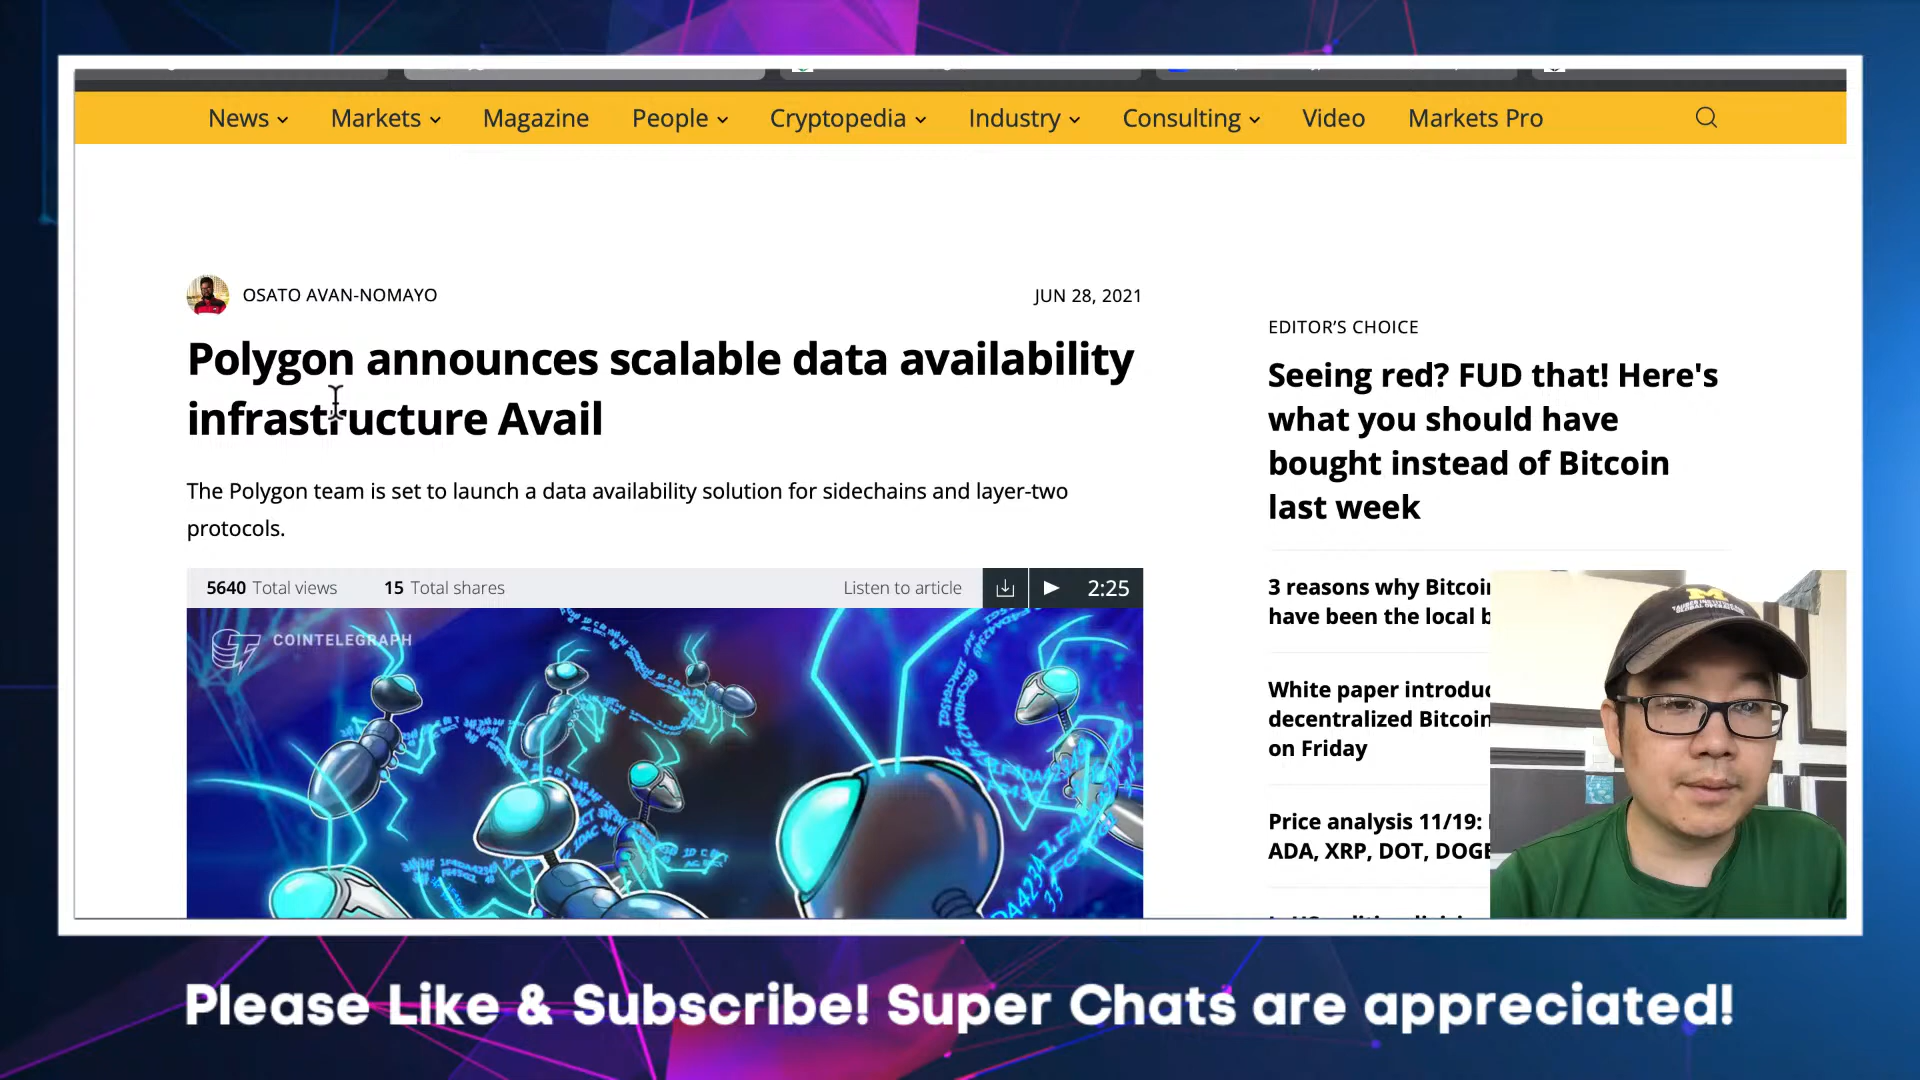 News Markets Magazine People Cryptopedia Industry Consulting Video Markets Pro
OSATO AVAN-NOMAYO
JUN 28, 2021
Polygon announces scalable data availability
infrastructure Avail
The Polygon team is set to launch a data availability solution for sidechains and layer-two
protocols.
5640 Total views 15 Total shares Listen to article 2:25
COINTELEGRAPH
EDITOR'S CHOICE
Seeing red? FUD that! Here's
what you should have
bought instead of Bitcoin
last week
3 reasons why
have been the local
White paper
decentralized Bitcoin
on Friday
Price analysis 11/19:
ADA, XRP, DOT,
Please Like & Subscribe! Super Chats are appreciated!